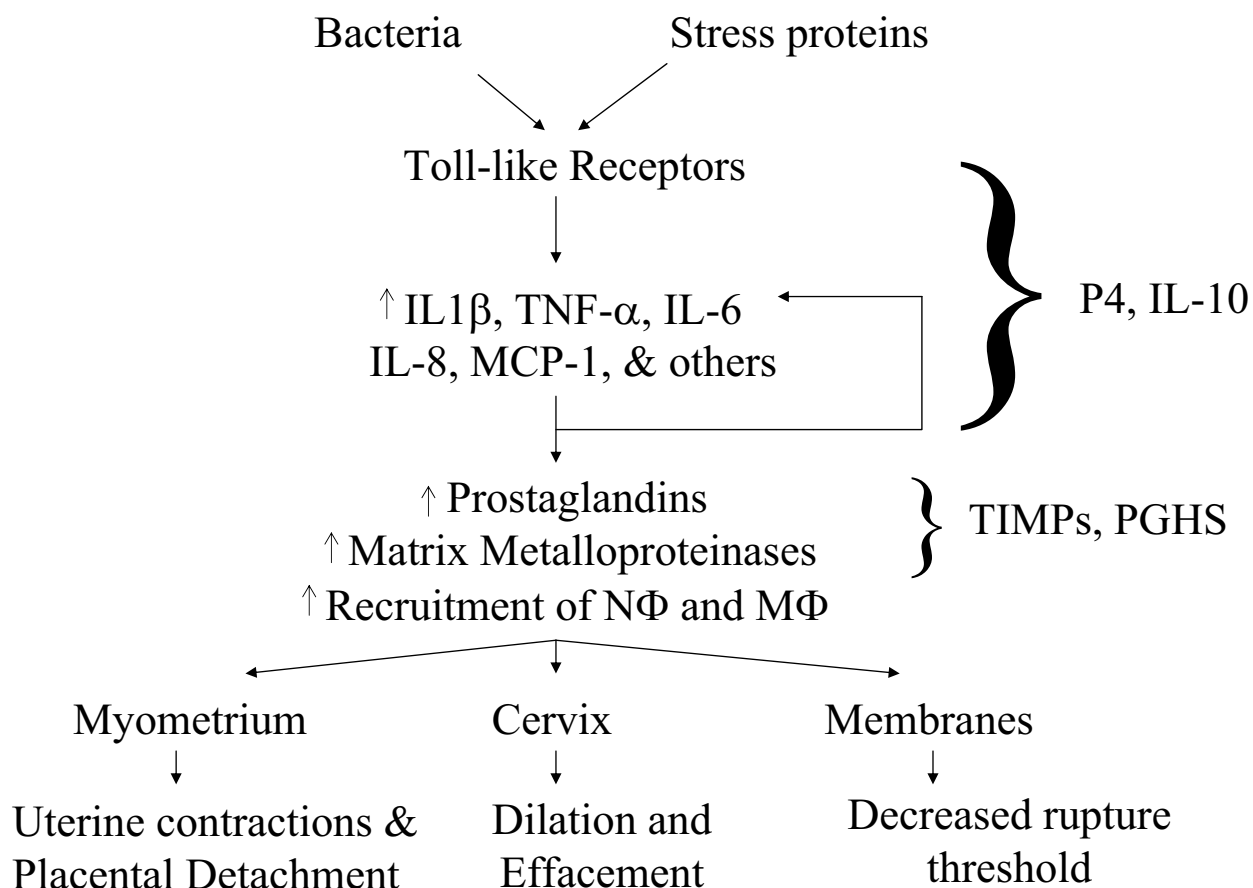 Bacteria
Stress proteins
Toll-like Receptors
↑ IL1β, TNF-α, IL-6
IL-8, MCP-1, & others
P4, IL-10
↑ Prostaglandins
↑ Matrix Metalloproteinases
↑ Recruitment of NΦ and MΦ
TIMPs, PGHS
Myometrium
Cervix
Membranes
Uterine contractions &
Placental Detachment
Dilation and
Effacement
Decreased rupture
threshold